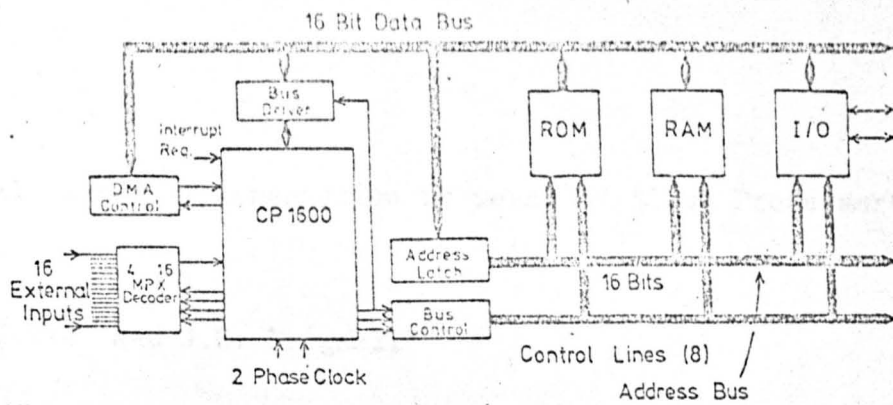 16 Bit Data Bus
Bus
Driver
ROM
RAM
I/O
Interrupt
Req.
DMA
Control
CP 1600
4 16
MPX
Decoder
16
External
Inputs
Address
Latch
16 Bits
Bus
Control
2 Phase Clock
Control Lines (8)
Address Bus